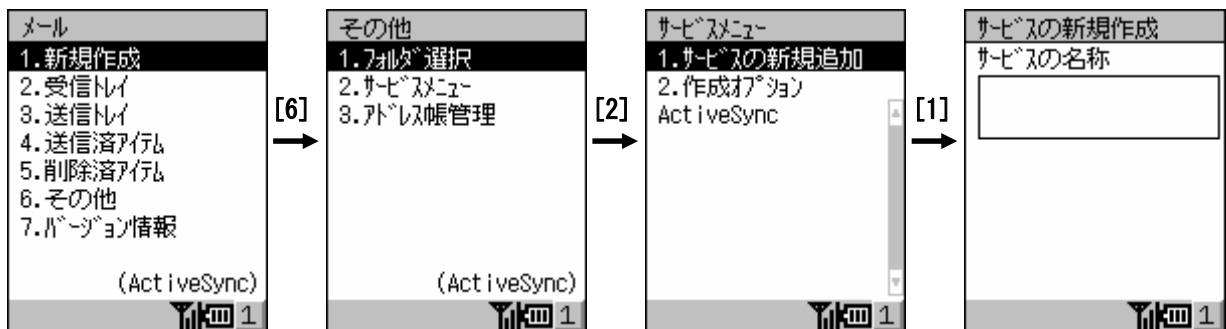 メール
1.新規作成
2.受信ﾄﾚｲ
3.送信ﾄﾚｲ
4.送信済ｱｲﾃﾑ
5.削除済ｱｲﾃﾑ
6.その他
7.ﾊﾞｰｼﾞｮﾝ情報
(ActiveSync)
1
[6]
その他
1.ﾌｫﾙﾀﾞ選択
2.ｻｰﾋﾞｽﾒﾆｭｰ
3.ｱﾄﾞﾚｽ帳管理
(ActiveSync)
1
[2]
ｻｰﾋﾞｽﾒﾆｭｰ
1.ｻｰﾋﾞｽの新規追加
2.作成ｵﾌﾟｼｮﾝ
ActiveSync
1
[1]
ｻｰﾋﾞｽの新規作成
ｻｰﾋﾞｽの名称
1